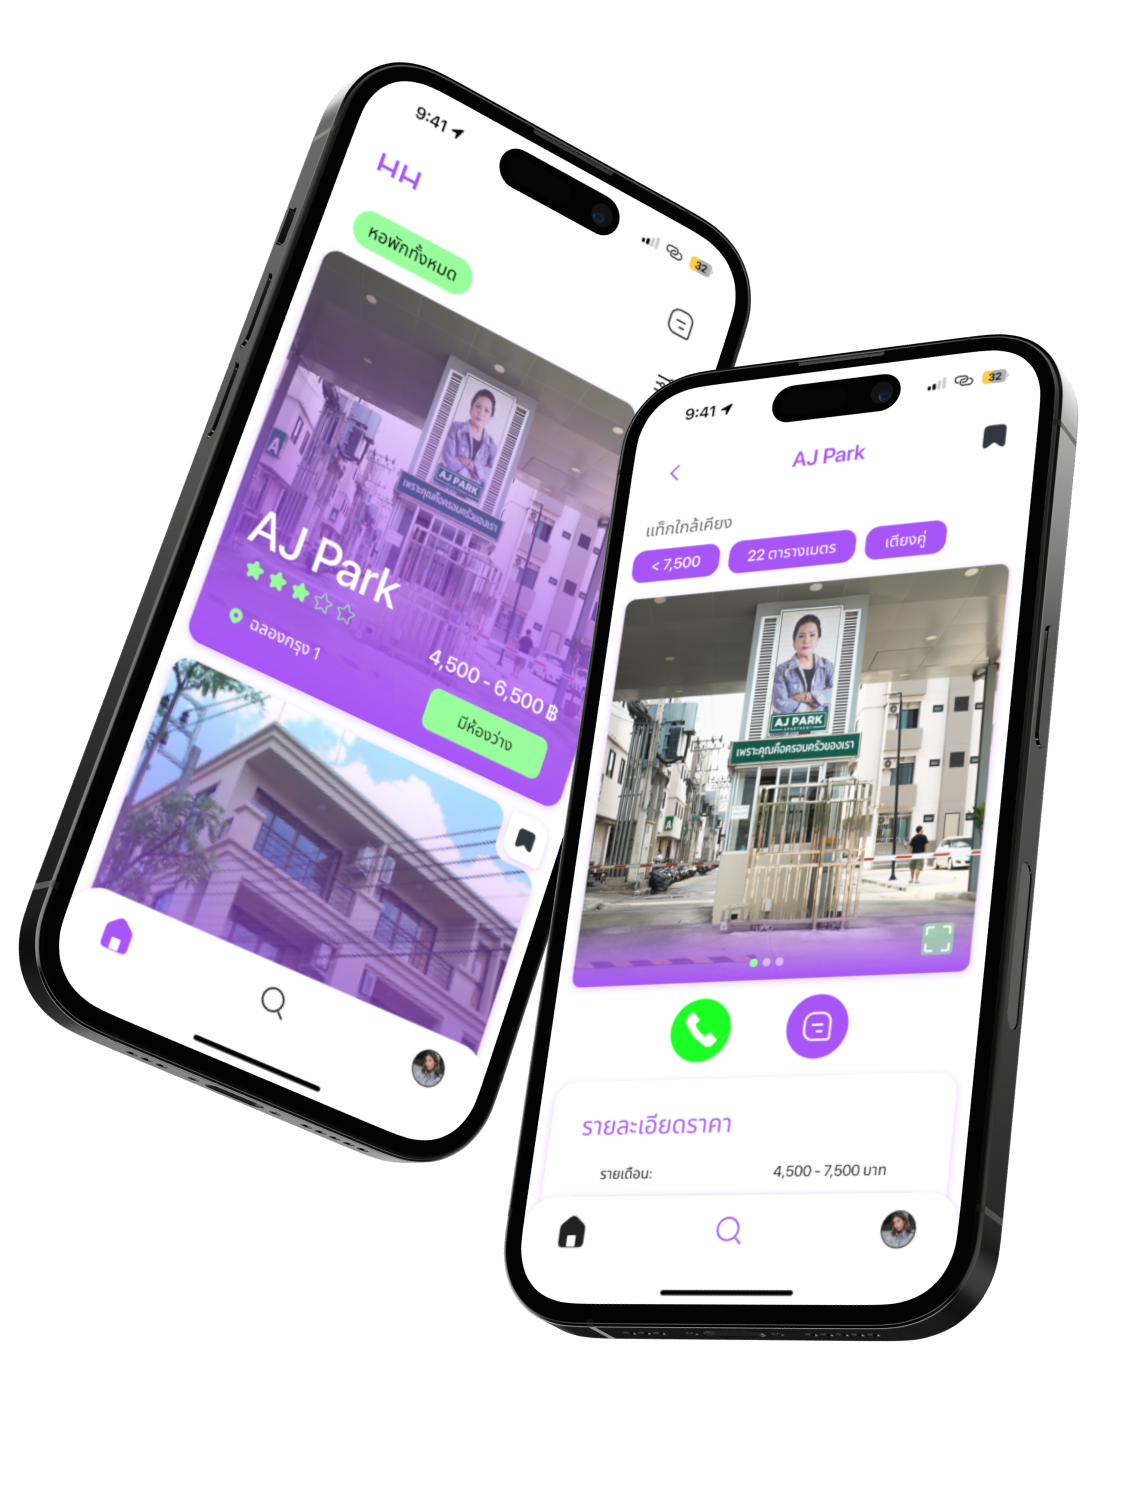 9:41
32
HH
หอพักทั้งหมด
A
AJ PARK
เพราะคุณคือครอบครัวของเรา
AJ Park
ฉลองกรุง 1
4,500 - 6,500 ฿
มีห้องว่าง
9:41
32
AJ Park
แท็กใกล้เคียง
< 7,500
22 ตารางเมตร
เตียงคู่
AJ PARK
APARTMENT
เพราะคุณคือครอบครัวของเรา
A
รายละเอียดราคา
รายเดือน:
4,500 - 7,500 บาท